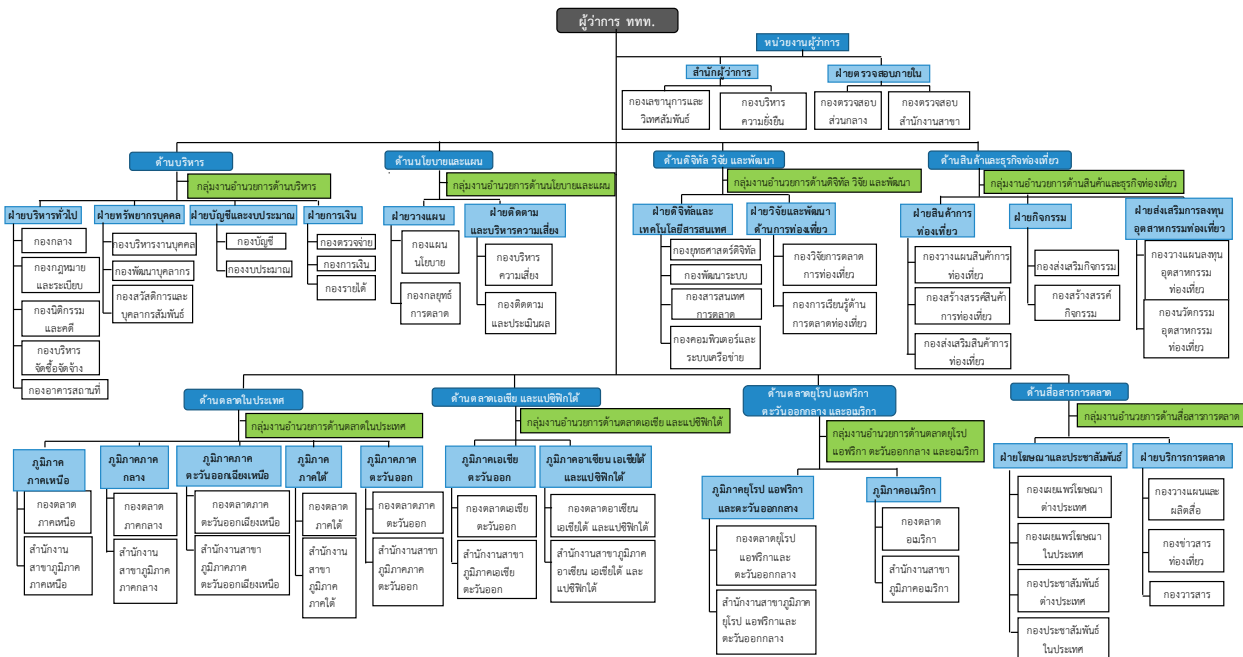 ผู้ว่าการ ททท.
หน่วยงานผู้ว่าการ
สำนักผู้ว่าการ
ฝ่ายตรวจสอบภายใน
กองเลขานุการและ
วิเทศสัมพันธ์
กองบริหาร
ความยั่งยืน
กองตรวจสอบ
ส่วนกลาง
กองตรวจสอบ
สำนักงานสาขา
ด้านบริหาร
กลุ่มงานอำนวยการด้านบริหาร
ฝ่ายบริหารทั่วไป
กองกลาง
กองกฎหมาย
และระเบียบ
กองนิติกรรม
และคดี
กองบริหาร
จัดซื้อจัดจ้าง
กองอาคารสถานที่
ฝ่ายทรัพยากรบุคคล
กองบริหารงานบุคคล
กองพัฒนาบุคลากร
กองสวัสดิการและ
บุคลากรสัมพันธ์
ฝ่ายบัญชีและงบประมาณ
กองบัญชี
กองงบประมาณ
ฝ่ายการเงิน
กองตรวจจ่าย
กองการเงิน
กองรายได้
ด้านนโยบายและแผน
กลุ่มงานอำนวยการด้านนโยบายและแผน
ฝ่ายวางแผน
กองแผน
นโยบาย
กองกลยุทธ์
การตลาด
ฝ่ายติดตาม
และบริหารความเสี่ยง
กองบริหาร
ความเสี่ยง
กองติดตาม
และประเมินผล
ด้านดิจิทัล วิจัย และพัฒนา
กลุ่มงานอำนวยการด้านดิจิทัล วิจัย และพัฒนา
ฝ่ายดิจิทัลและ
เทคโนโลยีสารสนเทศ
กองยุทธศาสตร์ดิจิทัล
กองพัฒนาระบบ
กองสารสนเทศ
การตลาด
กองคอมพิวเตอร์และ
ระบบเครือข่าย
ฝ่ายวิจัยและพัฒนา
ด้านการท่องเที่ยว
กองวิจัยการตลาด
การท่องเที่ยว
กองการเรียนรู้ด้าน
การตลาดท่องเที่ยว
ด้านสินค้าและธุรกิจท่องเที่ยว
กลุ่มงานอำนวยการด้านสินค้าและธุรกิจท่องเที่ยว
ฝ่ายสินค้าการ
ท่องเที่ยว
กองวางแผนสินค้าการ
ท่องเที่ยว
กองสร้างสรรค์สินค้า
การท่องเที่ยว
กองส่งเสริมสินค้าการ
ท่องเที่ยว
ฝ่ายกิจกรรม
กองส่งเสริมกิจกรรม
กองสร้างสรรค์
กิจกรรม
ฝ่ายส่งเสริมการลงทุน
อุตสาหกรรมท่องเที่ยว
กองวางแผนลงทุน
อุตสาหกรรม
ท่องเที่ยว
กองนวัตกรรม
อุตสาหกรรม
ท่องเที่ยว
ด้านตลาดในประเทศ
กลุ่มงานอำนวยการด้านตลาดในประเทศ
ภูมิภาค
ภาคเหนือ
กองตลาด
ภาคเหนือ
สำนักงาน
สาขาภูมิภาค
ภาคเหนือ
ภูมิภาคภาค
กลาง
กองตลาด
ภาคกลาง
สำนักงาน
สาขาภูมิภาค
ภาคกลาง
ภูมิภาคภาค
ตะวันออกเฉียงเหนือ
กองตลาดภาค
ตะวันออกเฉียงเหนือ
สำนักงานสาขา
ภูมิภาคภาค
ตะวันออกเฉียงเหนือ
ภูมิภาค
ภาคใต้
กองตลาด
ภาคใต้
สำนักงาน
สาขา
ภูมิภาค
ภาคใต้
ภูมิภาคภาค
ตะวันออก
กองตลาดภาค
ตะวันออก
สำนักงานสาขา
ภูมิภาคภาค
ตะวันออก
ด้านตลาดเอเชีย และแปซิฟิกใต้
กลุ่มงานอำนวยการด้านตลาดเอเชีย และแปซิฟิกใต้
ภูมิภาคเอเชีย
ตะวันออก
กองตลาดเอเชีย
ตะวันออก
สำนักงานสาขา
ภูมิภาคเอเชีย
ตะวันออก
ภูมิภาคอาเซียน เอเชียใต้
และแปซิฟิกใต้
กองตลาดอาเซียน
เอเชียใต้ และแปซิฟิกใต้
สำนักงานสาขาภูมิภาค
อาเซียน เอเชียใต้ และ
แปซิฟิกใต้
ด้านตลาดยุโรป แอฟริกา
ตะวันออกกลาง และอเมริกา
กลุ่มงานอำนวยการด้านตลาดยุโรป
แอฟริกา ตะวันออกกลาง และอเมริกา
ภูมิภาคยุโรป แอฟริกา
และตะวันออกกลาง
กองตลาดยุโรป
แอฟริกาและ
ตะวันออกกลาง
สำนักงานสาขาภูมิภาค
ยุโรป แอฟริกาและ
ตะวันออกกลาง
ภูมิภาคอเมริกา
กองตลาด
อเมริกา
สำนักงานสาขา
ภูมิภาคอเมริกา
ด้านสื่อสารการตลาด
กลุ่มงานอำนวยการด้านสื่อสารการตลาด
ฝ่ายโฆษณาและประชาสัมพันธ์
กองเผยแพร่โฆษณา
ต่างประเทศ
กองเผยแพร่โฆษณา
ในประเทศ
กองประชาสัมพันธ์
ต่างประเทศ
กองประชาสัมพันธ์
ในประเทศ
ฝ่ายบริการการตลาด
กองวางแผนและ
ผลิตสื่อ
กองข่าวสาร
ท่องเที่ยว
กองวารสาร